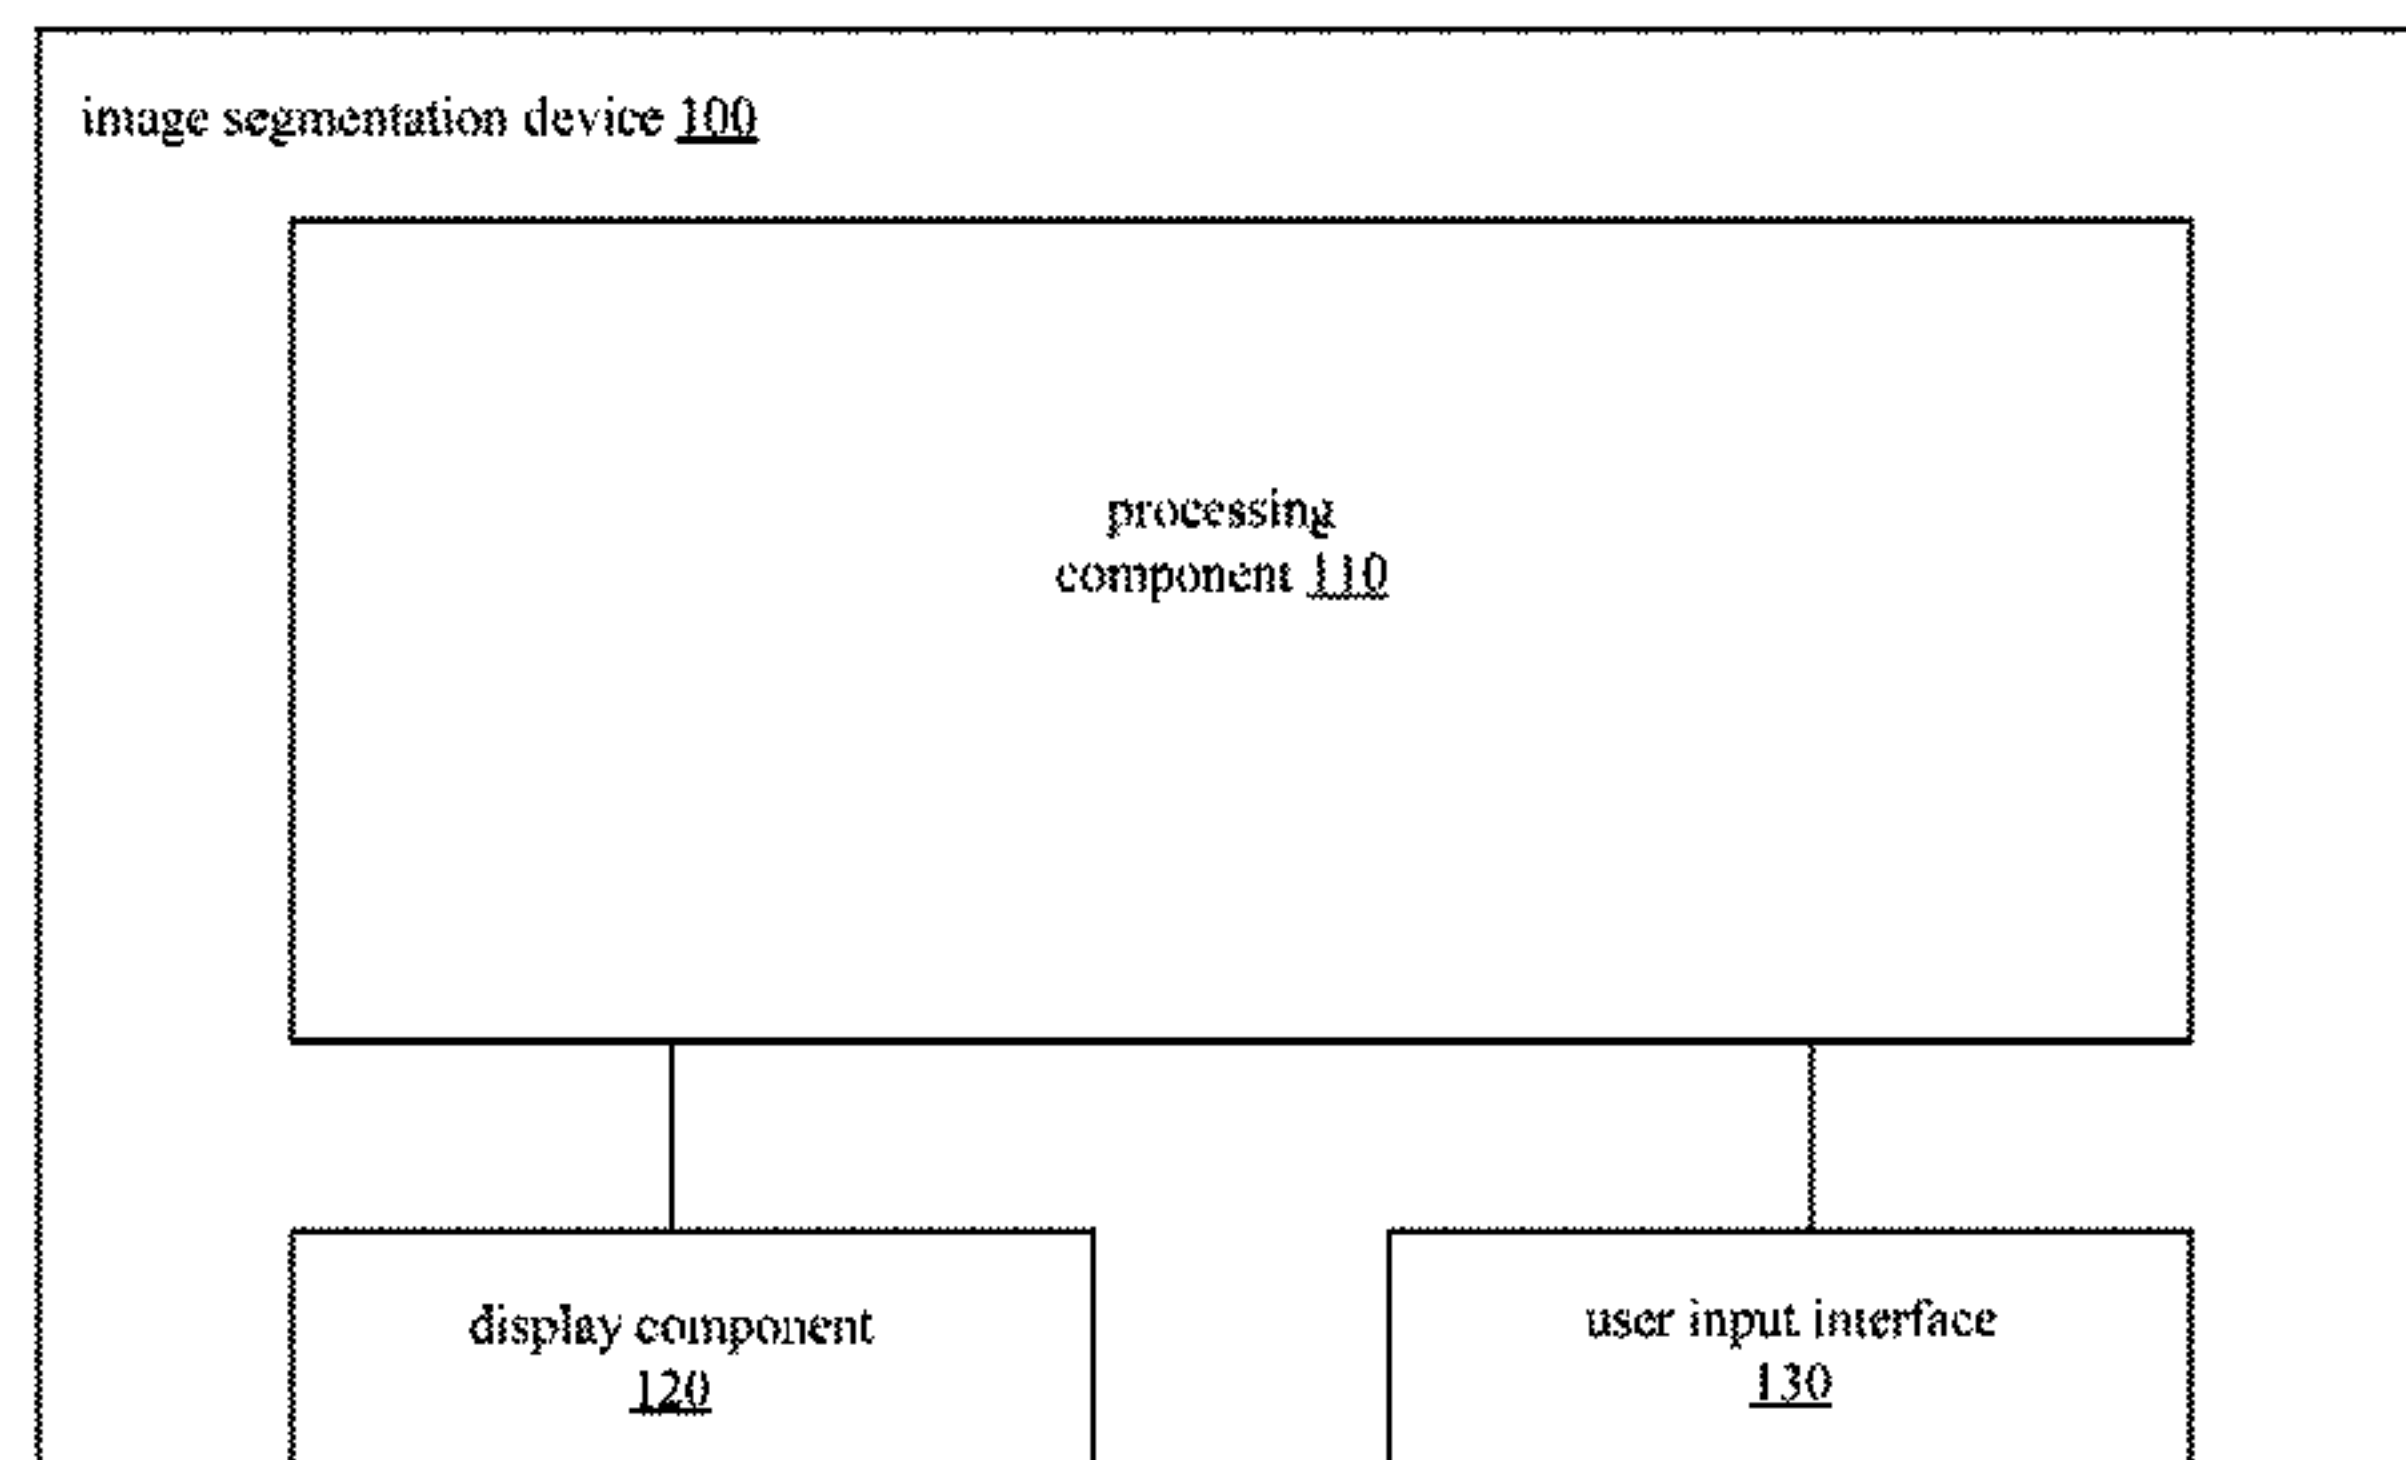 image segmentation device 100
processing
component 110
display component
120
user input interface
130